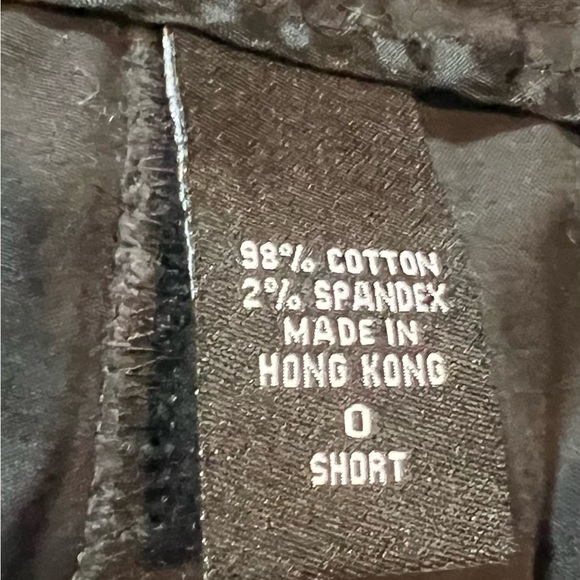 98% COTTON
2% SPANDEX
MADE IN
HONG KONG
0
SHORT